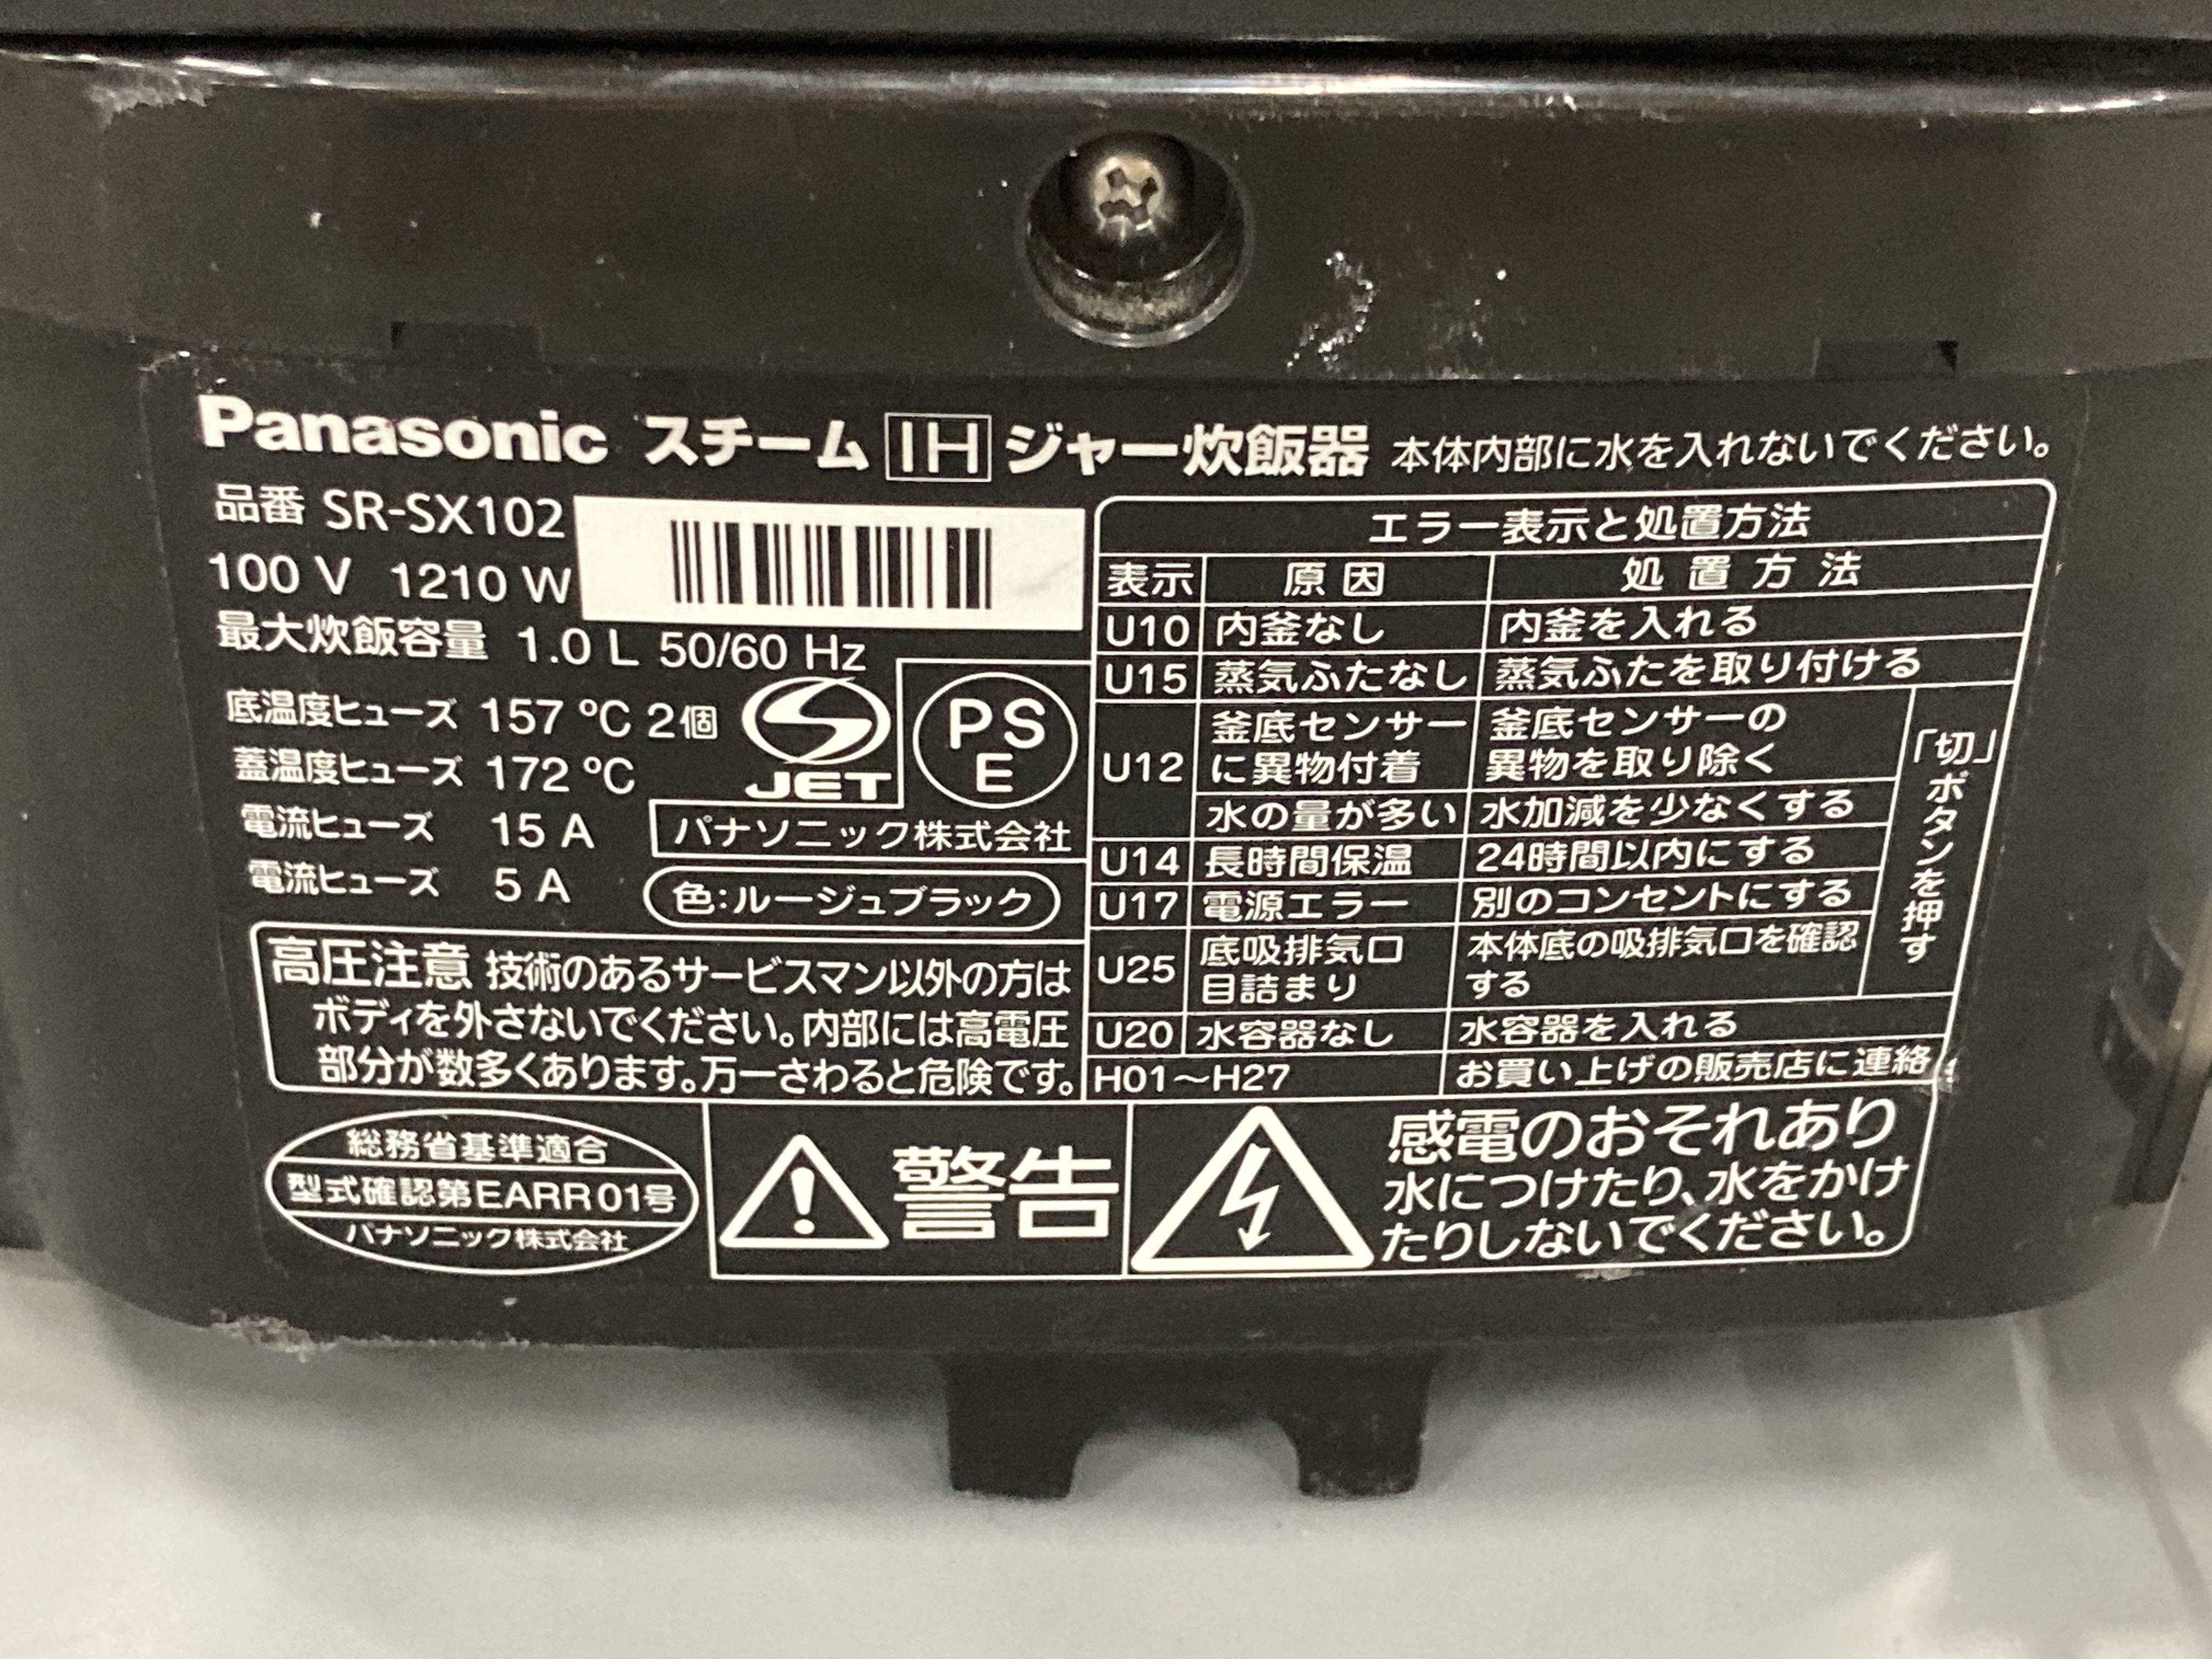 Panasonic スチーム IH ジャー炊飯器 本体内部に水を入れないでください。
品番 SR-SX102
100 V 1210 W
最大炊飯容量 1.0 L 50/60 Hz
底温度ヒューズ 157 ℃ 2個
蓋温度ヒューズ 172 ℃
電流ヒューズ 15 A
電流ヒューズ 5 A
JET
PS
E
パナソニック株式会社
色:ルージュブラック
高圧注意 技術のあるサービスマン以外の方は
ボディを外さないでください。内部には高電圧
部分が数多くあります。万一さわると危険です。
エラー表示と処置方法
表示 原因 処置方法
U10 内釜なし 内釜を入れる
U15 蒸気ふたなし 蒸気ふたを取り付ける
U12 釜底センサーに異物付着 釜底センサーの異物を取り除く
水の量が多い 水加減を少なくする
U14 長時間保温 24時間以内にする
U17 電源エラー 別のコンセントにする
U25 底吸排気口目詰まり 本体底の吸排気口を確認する
「切」ボタンを押す
U20 水容器なし 水容器を入れる
H01～H27 お買い上げの販売店に連絡
総務省基準適合
型式確認第EARR01号
パナソニック株式会社
警告
感電のおそれあり
水につけたり、水をかけ
たりしないでください。